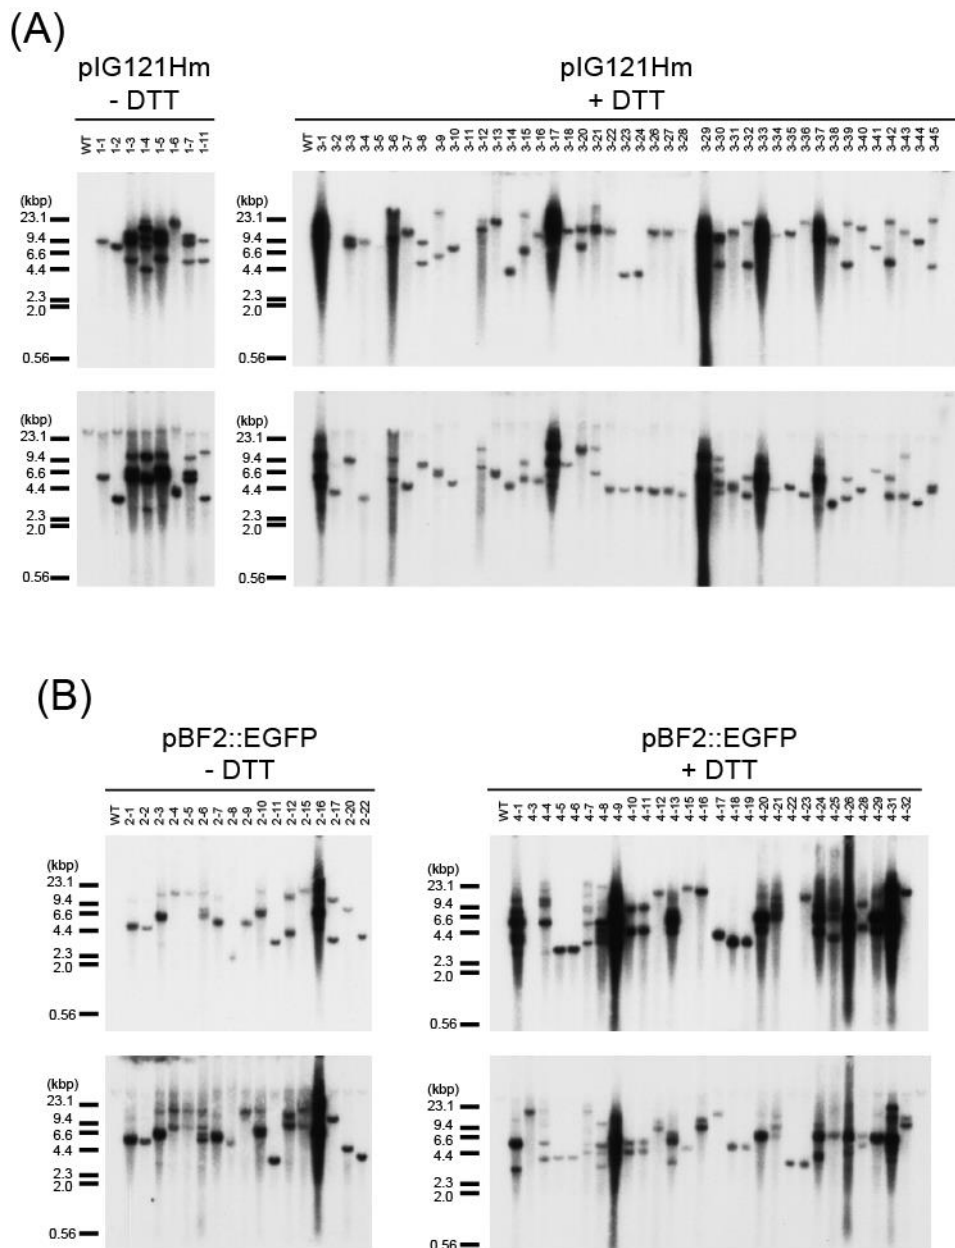 (A)
pIG121Hm
- DTT
pIG121Hm
+ DTT
WT 1-1 1-2 1-3 1-4 1-5 1-6 1-7 1-11
WT 3-1 3-2 3-3 3-4 3-5 3-6 3-7 3-8 3-9 3-10 3-11 3-12 3-13 3-14 3-15 3-16 3-17 3-18 3-20 3-21 3-22 3-23 3-24 3-26 3-27 3-28 3-29 3-30 3-31 3-32 3-33 3-34 3-35 3-36 3-37 3-38 3-39 3-40 3-41 3-42 3-43 3-44 3-45
(kbp)
23.1
9.4
6.6
4.4
2.3
2.0
0.56
(kbp)
23.1
9.4
6.6
4.4
2.3
2.0
0.56
(kbp)
23.1
9.4
6.6
4.4
2.3
2.0
0.56
(kbp)
23.1
9.4
6.6
4.4
2.3
2.0
0.56
(B)
pBF2::EGFP
- DTT
pBF2::EGFP
+ DTT
WT 2-1 2-2 2-3 2-4 2-5 2-6 2-7 2-8 2-9 2-10 2-11 2-12 2-15 2-16 2-17 2-20 2-22
WT 4-1 4-3 4-4 4-5 4-6 4-7 4-8 4-9 4-10 4-11 4-12 4-13 4-15 4-16 4-17 4-18 4-19 4-20 4-21 4-22 4-23 4-24 4-25 4-26 4-28 4-29 4-31 4-32
(kbp)
23.1
9.4
6.6
4.4
2.3
2.0
0.56
(kbp)
23.1
9.4
6.6
4.4
2.3
2.0
0.56
(kbp)
23.1
9.4
6.6
4.4
2.3
2.0
0.56
(kbp)
23.1
9.4
6.6
4.4
2.3
2.0
0.56